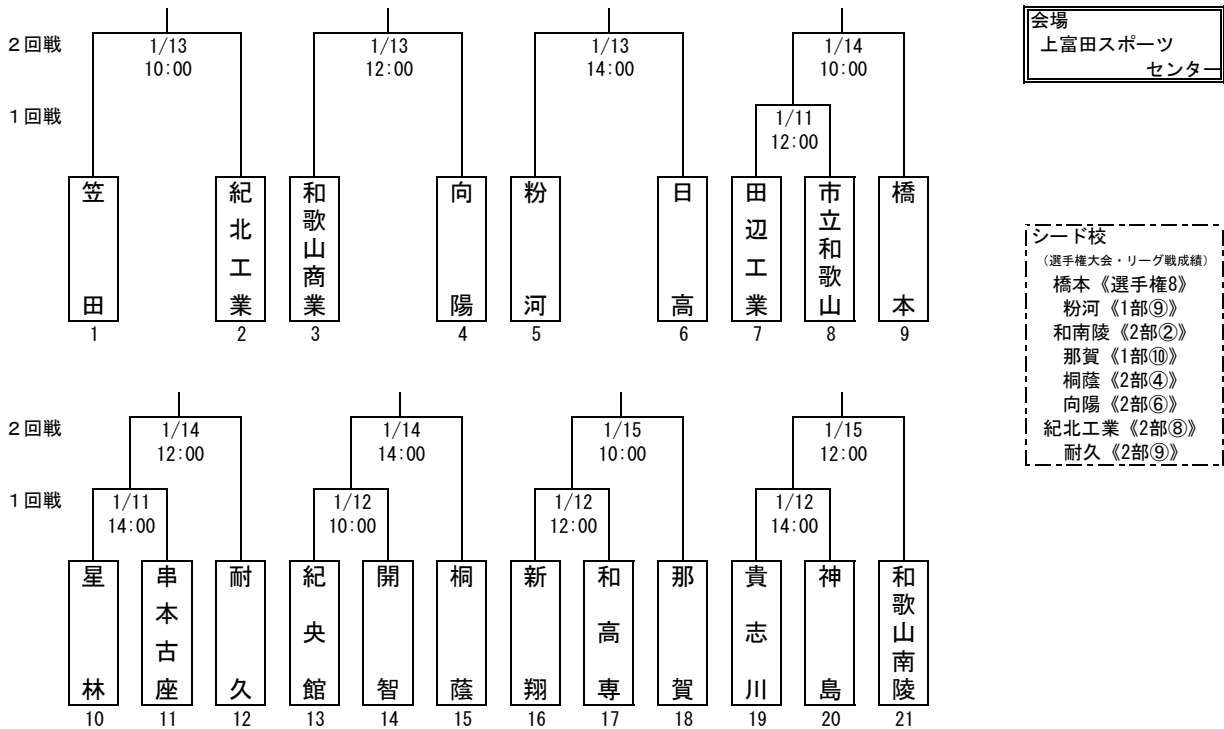 2回戦
1/13
10:00
1/13
12:00
1/13
14:00
1/14
10:00
1回戦
1/11
12:00
笠田
紀北工業
和歌山商業
向陽
粉河
日高
田辺工業
市立和歌山
橋本
1 2 3 4 5 6 7 8 9
会場
上富田スポーツ
センター
シード校
（選手権大会・リーグ戦成績）
橋本《選手権8》
粉河《1部⑨》
和南陵《2部②》
那賀《1部⑩》
桐蔭《2部④》
向陽《2部⑥》
紀北工業《2部⑧》
耐久《2部⑨》
2回戦
1/14
12:00
1/14
14:00
1/15
10:00
1/15
12:00
1回戦
1/11
14:00
1/12
10:00
1/12
12:00
1/12
14:00
星林
串本古座
耐久
紀央館
開智
桐蔭
新翔
和高専
那賀
貴志川
神島
和歌山南陵
10 11 12 13 14 15 16 17 18 19 20 21